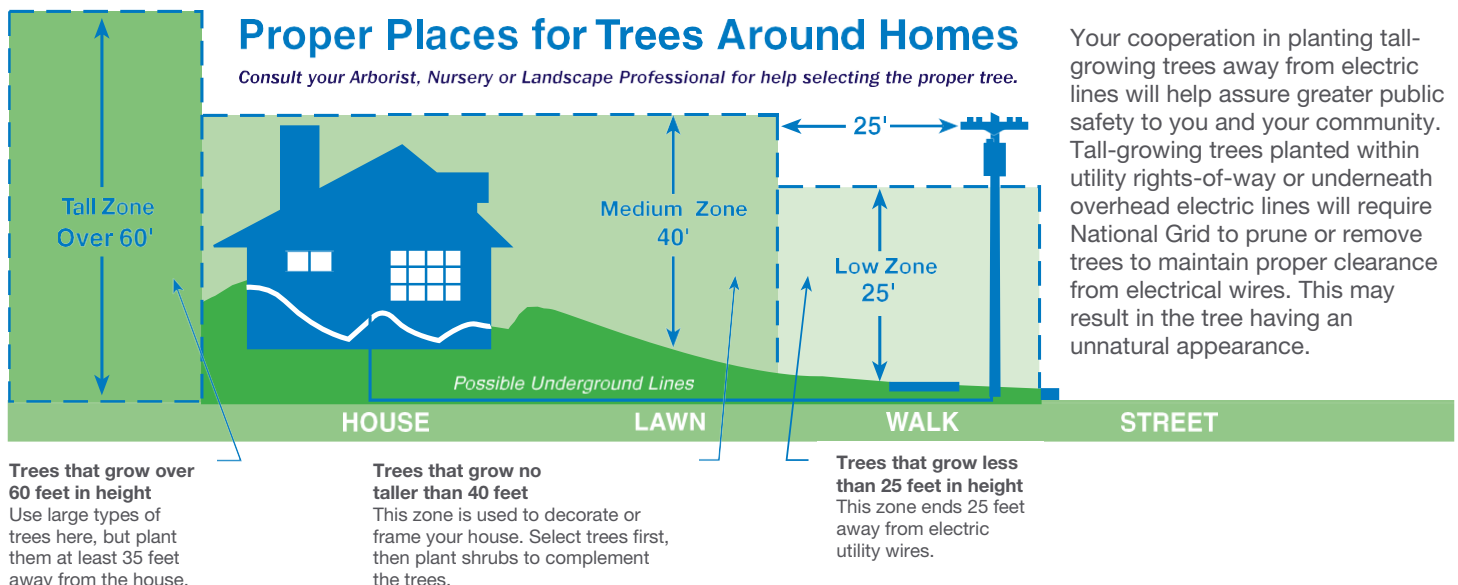 Proper Places for Trees Around Homes
Consult your Arborist, Nursery or Landscape Professional for help selecting the proper tree.
Your cooperation in planting tall-
growing trees away from electric
lines will help assure greater public
safety to you and your community.
Tall-growing trees planted within
utility rights-of-way or underneath
overhead electric lines will require
National Grid to prune or remove
trees to maintain proper clearance
from electrical wires. This may
result in the tree having an
unnatural appearance.
Tall Zone
Over 60'
Medium Zone
40'
25'
Low Zone
25'
Possible Underground Lines
HOUSE
LAWN
WALK
STREET
Trees that grow over
60 feet in height
Use large types of
trees here, but plant
them at least 35 feet
away from the house.
Trees that grow no
taller than 40 feet
This zone is used to decorate or
frame your house. Select trees first,
then plant shrubs to complement
the trees.
Trees that grow less
than 25 feet in height
This zone ends 25 feet
away from electric
utility wires.